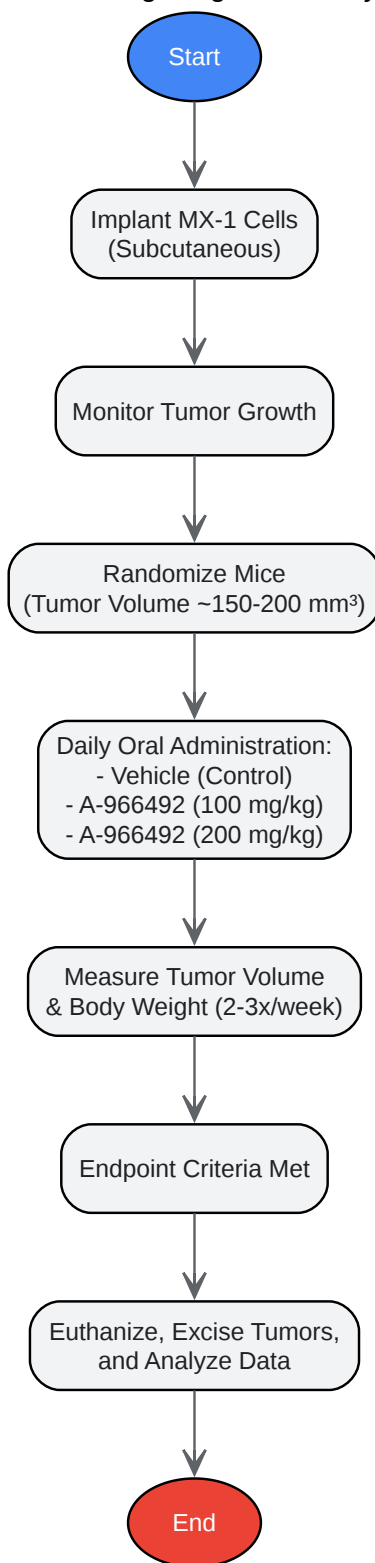 Start
Implant MX-1 Cells
(Subcutaneous)
Monitor Tumor Growth
Randomize Mice
(Tumor Volume ~150-200 mm³)
Daily Oral Administration:
- Vehicle (Control)
- A-966492 (100 mg/kg)
- A-966492 (200 mg/kg)
Measure Tumor Volume
& Body Weight (2-3x/week)
Endpoint Criteria Met
Euthanize, Excise Tumors,
and Analyze Data
End